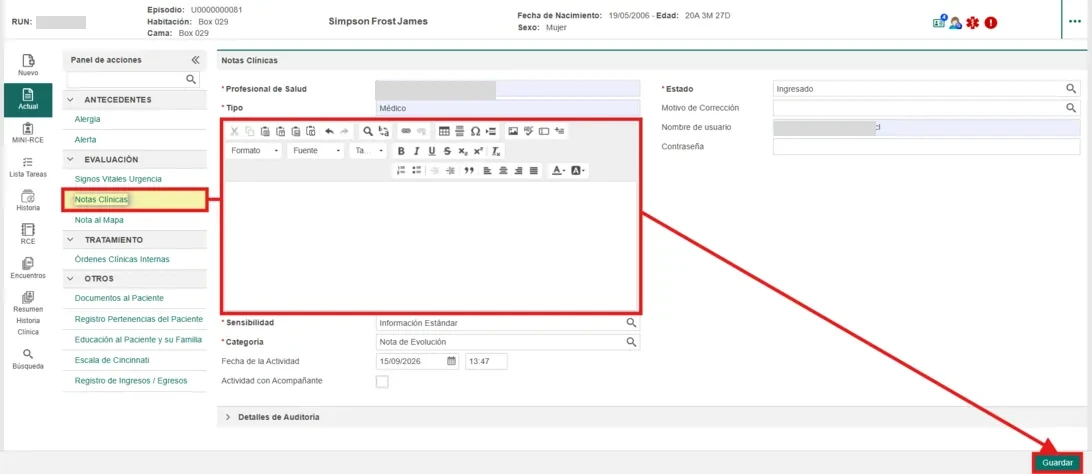 RUN:
Episodio: U0000000081
Habitación: Box 029
Cama: Box 029
Simpson Frost James
Fecha de Nacimiento: 19/05/2006 - Edad: 20A 3M 27D
Sexo: Mujer
4
Nuevo
Actual
MINI-RCE
Lista Tareas
Historia
RCE
Encuentros
Resumen
Historia
Clínica
Búsqueda
Panel de acciones
ANTECEDENTES
Alergia
Alerta
EVALUACIÓN
Signos Vitales Urgencia
Notas Clínicas
Nota al Mapa
TRATAMIENTO
Órdenes Clínicas Internas
OTROS
Documentos al Paciente
Registro Pertenencias del Paciente
Educación al Paciente y su Familia
Escala de Cincinnati
Registro de Ingresos / Egresos
Notas Clínicas
* Profesional de Salud
* Tipo Médico
Formato Fuente Ta...
* Sensibilidad Información Estándar
* Categoría Nota de Evolución
Fecha de la Actividad 15/09/2026 13:47
Actividad con Acompañante
* Estado Ingresado
Motivo de Corrección
Nombre de usuario
Contraseña
Detalles de Auditoría
Guardar